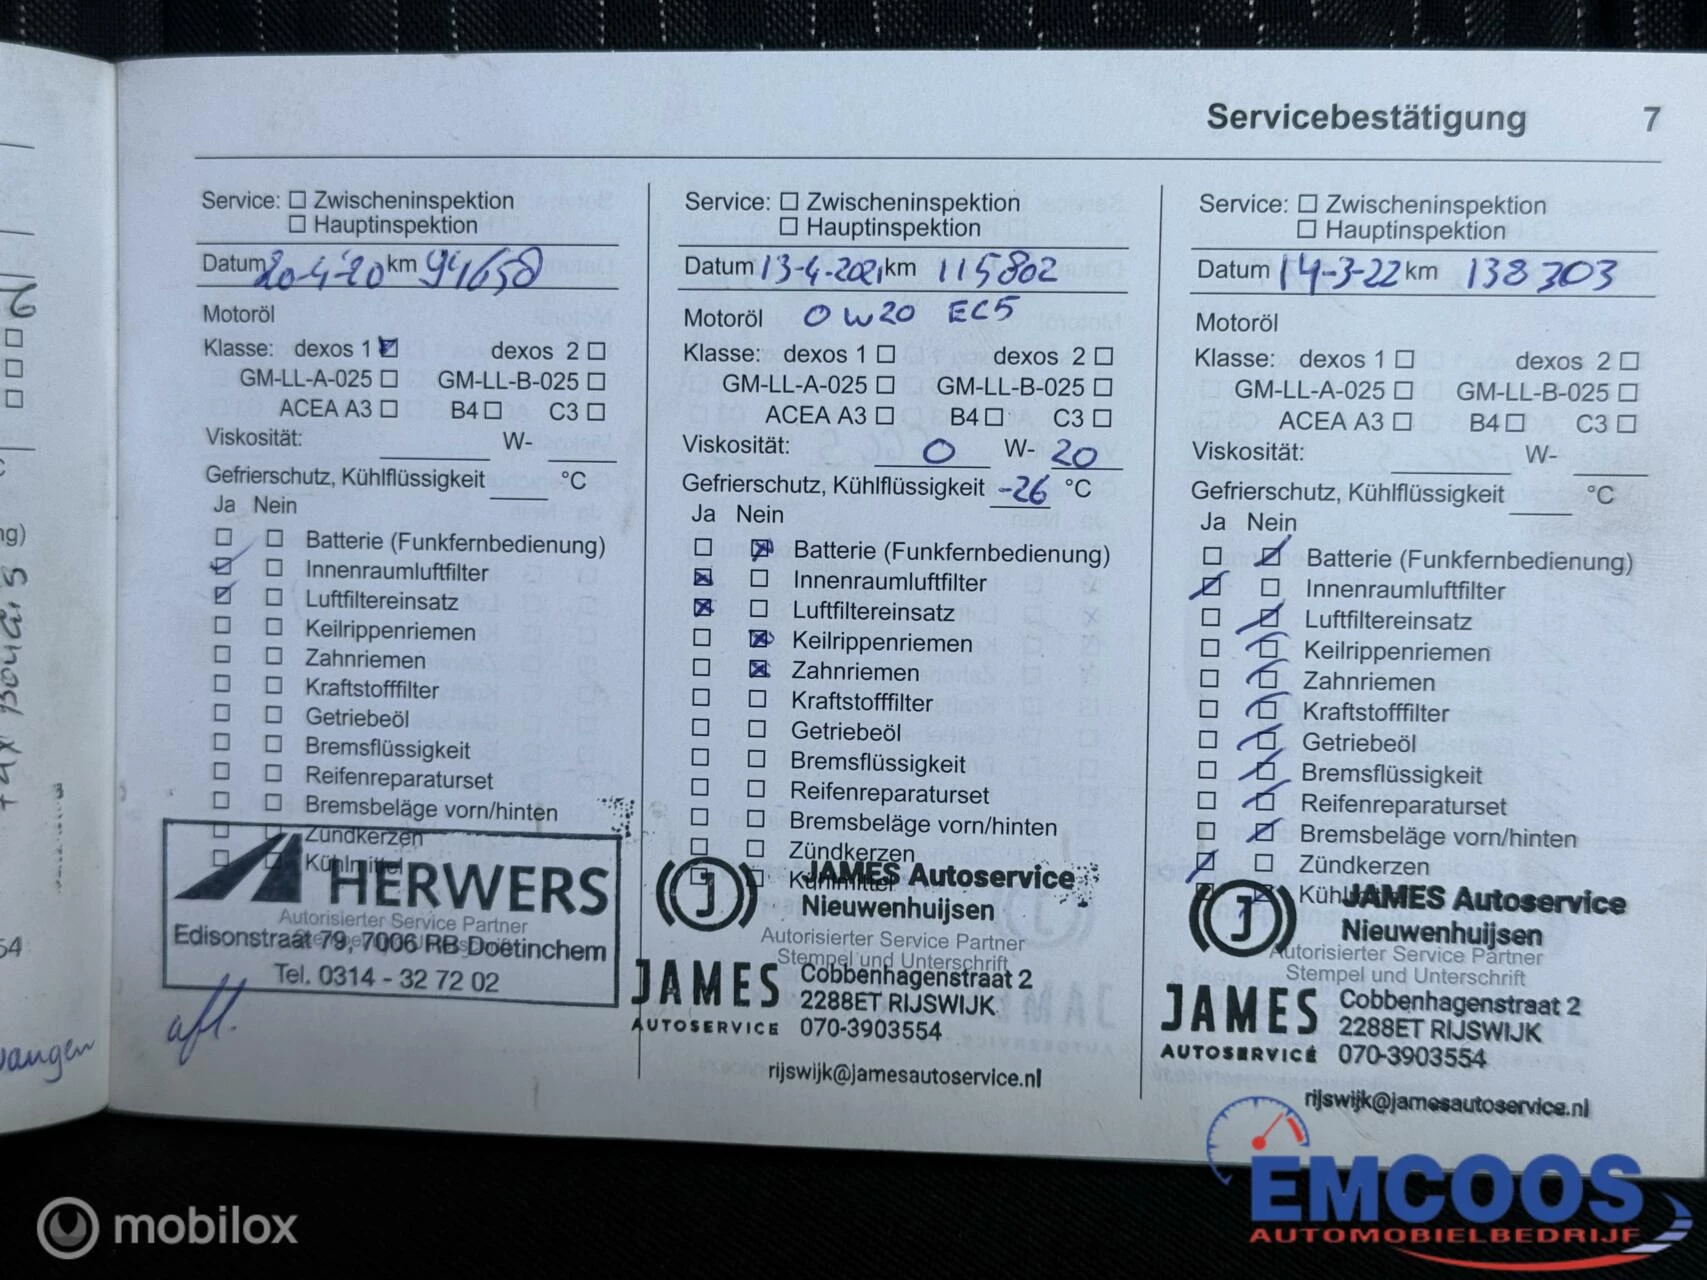 Servicebestätigung 7
Service: Zwischeninspektion
Hauptinspektion
Datum 20-4-20 km 94658
Motoröl
Klasse: dexos 1 dexos 2
GM-LL-A-025 GM-LL-B-025
ACEA A3 B4 C3
Viskosität: W-
Gefrierschutz, Kühlflüssigkeit °C
Ja Nein
Batterie (Funkfernbedienung)
Innenraumluftfilter
Luftfiltereinsatz
Keilrippenriemen
Zahnriemen
Kraftstofffilter
Getriebeöl
Bremsflüssigkeit
Reifenreparaturset
Bremsbeläge vorn/hinten
Zündkerzen
Kühlmittel
HERWERS
Autorisierter Service Partner
Edisonstraat 79, 7006 RB Doetinchem
Tel. 0314 - 32 72 02
Service: Zwischeninspektion
Hauptinspektion
Datum 13-4-2021 km 115802
Motoröl 0W20 EC5
Klasse: dexos 1 dexos 2
GM-LL-A-025 GM-LL-B-025
ACEA A3 B4 C3
Viskosität: 0 W- 20
Gefrierschutz, Kühlflüssigkeit -26 °C
Ja Nein
Batterie (Funkfernbedienung)
Innenraumluftfilter
Luftfiltereinsatz
Keilrippenriemen
Zahnriemen
Kraftstofffilter
Getriebeöl
Bremsflüssigkeit
Reifenreparaturset
Bremsbeläge vorn/hinten
Zündkerzen
Kühlmittel
JAMES Autoservice
Nieuwenhuijsen
Autorisierter Service Partner
Stempel und Unterschrift
Cobbenhagenstraat 2
JAMES 2288ET RIJSWIJK
AUTOSERVICE 070-3903554
rijswijk@jamesautoservice.nl
Service: Zwischeninspektion
Hauptinspektion
Datum 14-3-22 km 138303
Motoröl
Klasse: dexos 1 dexos 2
GM-LL-A-025 GM-LL-B-025
ACEA A3 B4 C3
Viskosität: W-
Gefrierschutz, Kühlflüssigkeit °C
Ja Nein
Batterie (Funkfernbedienung)
Innenraumluftfilter
Luftfiltereinsatz
Keilrippenriemen
Zahnriemen
Kraftstofffilter
Getriebeöl
Bremsflüssigkeit
Reifenreparaturset
Bremsbeläge vorn/hinten
Zündkerzen
JAMES Autoservice
Nieuwenhuijsen
Autorisierter Service Partner
Stempel und Unterschrift
Cobbenhagenstraat 2
JAMES 2288ET RIJSWIJK
AUTOSERVICE 070-3903554
rijswijk@jamesautoservice.nl
mobilox
EMCOOS
AUTOMOBIELBEDRIJF